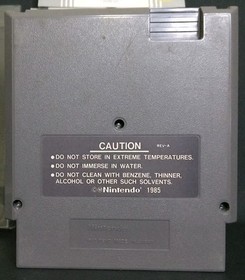 CAUTION REV-A
•DO NOT STORE IN EXTREME TEMPERATURES.
•DO NOT IMMERSE IN WATER.
•DO NOT CLEAN WITH BENZENE, THINNER,
ALCOHOL OR OTHER SUCH SOLVENTS.
©Nintendo® 1985